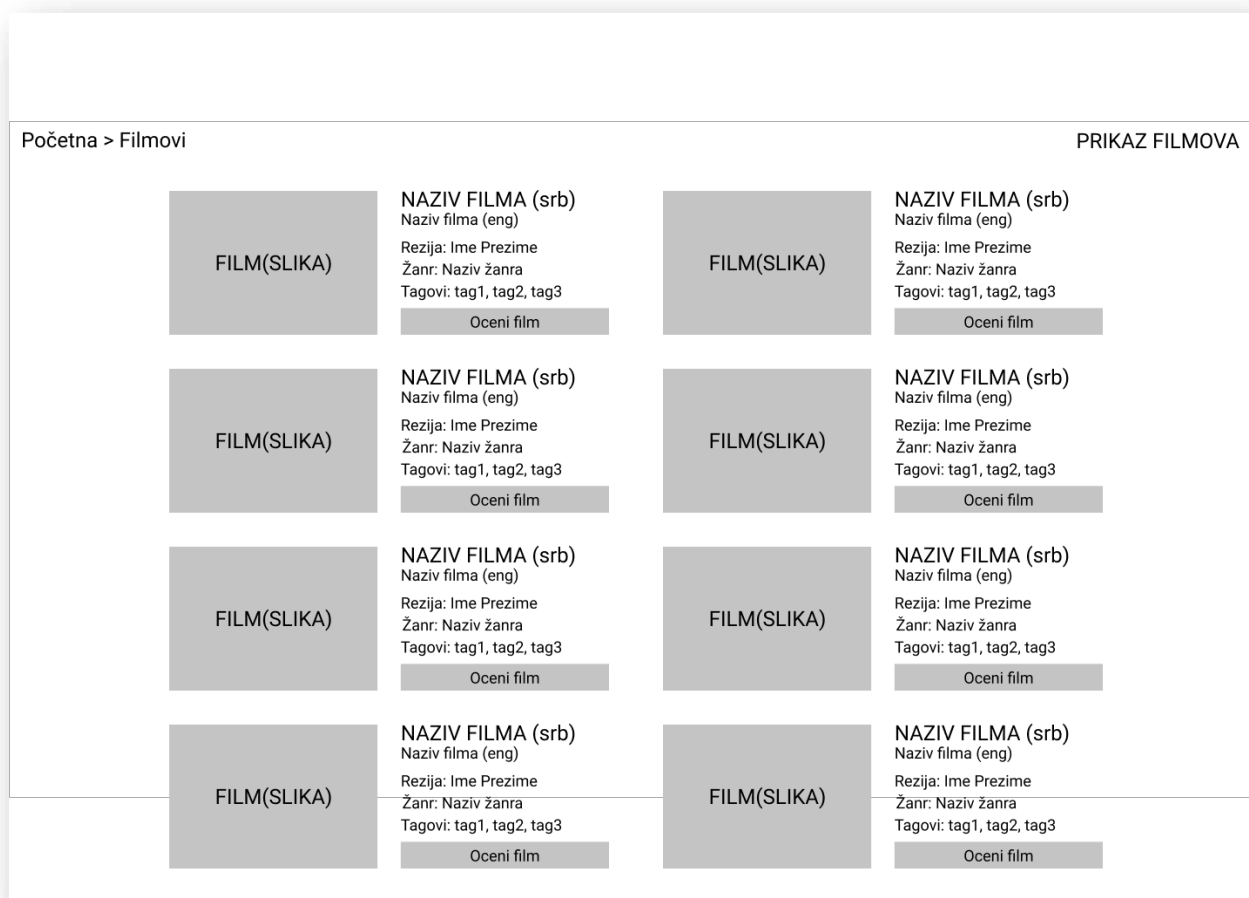 Početna > Filmovi
PRIKAZ FILMOVA
FILM(SLIKA)
NAZIV FILMA (srb)
Naziv filma (eng)
Rezija: Ime Prezime
Žanr: Naziv žanra
Tagovi: tag1, tag2, tag3
Oceni film
FILM(SLIKA)
NAZIV FILMA (srb)
Naziv filma (eng)
Rezija: Ime Prezime
Žanr: Naziv žanra
Tagovi: tag1, tag2, tag3
Oceni film
FILM(SLIKA)
NAZIV FILMA (srb)
Naziv filma (eng)
Rezija: Ime Prezime
Žanr: Naziv žanra
Tagovi: tag1, tag2, tag3
Oceni film
FILM(SLIKA)
NAZIV FILMA (srb)
Naziv filma (eng)
Rezija: Ime Prezime
Žanr: Naziv žanra
Tagovi: tag1, tag2, tag3
Oceni film
FILM(SLIKA)
NAZIV FILMA (srb)
Naziv filma (eng)
Rezija: Ime Prezime
Žanr: Naziv žanra
Tagovi: tag1, tag2, tag3
Oceni film
FILM(SLIKA)
NAZIV FILMA (srb)
Naziv filma (eng)
Rezija: Ime Prezime
Žanr: Naziv žanra
Tagovi: tag1, tag2, tag3
Oceni film
FILM(SLIKA)
NAZIV FILMA (srb)
Naziv filma (eng)
Rezija: Ime Prezime
Žanr: Naziv žanra
Tagovi: tag1, tag2, tag3
Oceni film
FILM(SLIKA)
NAZIV FILMA (srb)
Naziv filma (eng)
Rezija: Ime Prezime
Žanr: Naziv žanra
Tagovi: tag1, tag2, tag3
Oceni film